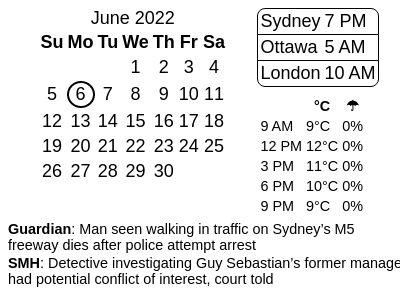 June 2022
Su Mo Tu We Th Fr Sa
1 2 3 4
5 6 7 8 9 10 11
12 13 14 15 16 17 18
19 20 21 22 23 24 25
26 27 28 29 30
Sydney 7 PM
Ottawa 5 AM
London 10 AM
°C ☂
9 AM 9°C 0%
12 PM 12°C 0%
3 PM 11°C 0%
6 PM 10°C 0%
9 PM 9°C 0%
Guardian: Man seen walking in traffic on Sydney’s M5
freeway dies after police attempt arrest
SMH: Detective investigating Guy Sebastian’s former manage
had potential conflict of interest, court told